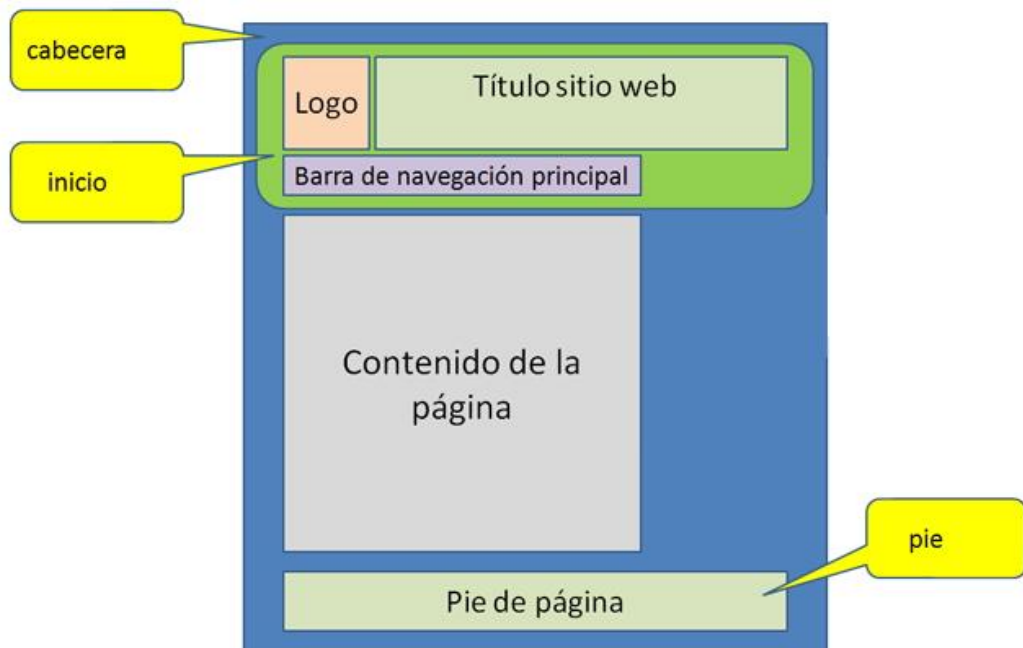 cabecera
Logo
Título sitio web
inicio
Barra de navegación principal
Contenido de la
página
pie
Pie de página